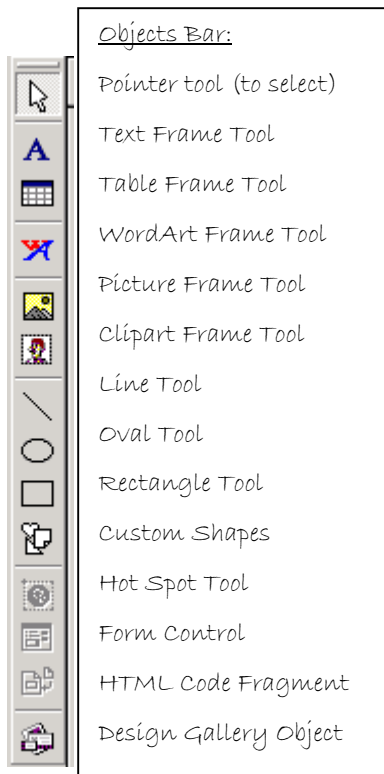 Objects Bar:
Pointer tool (to select)
Text Frame Tool
Table Frame Tool
WordArt Frame Tool
Picture Frame Tool
Clipart Frame Tool
Line Tool
Oval Tool
Rectangle Tool
Custom Shapes
Hot Spot Tool
Form Control
HTML Code Fragment
Design Gallery Object